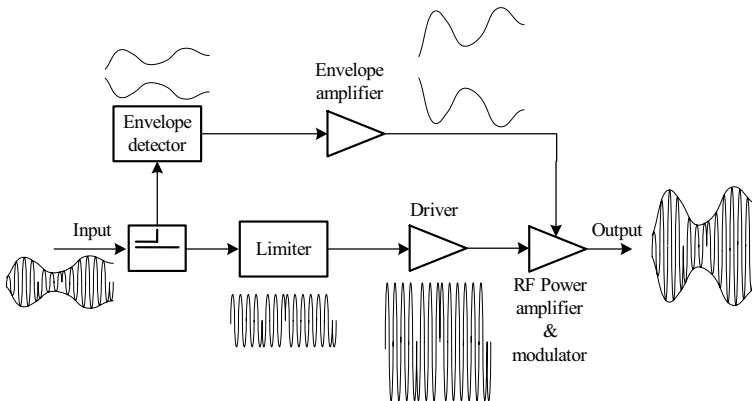 Envelope
amplifier
Envelope
detector
Input
Limiter
Driver
Output
RF Power
amplifier
&
modulator